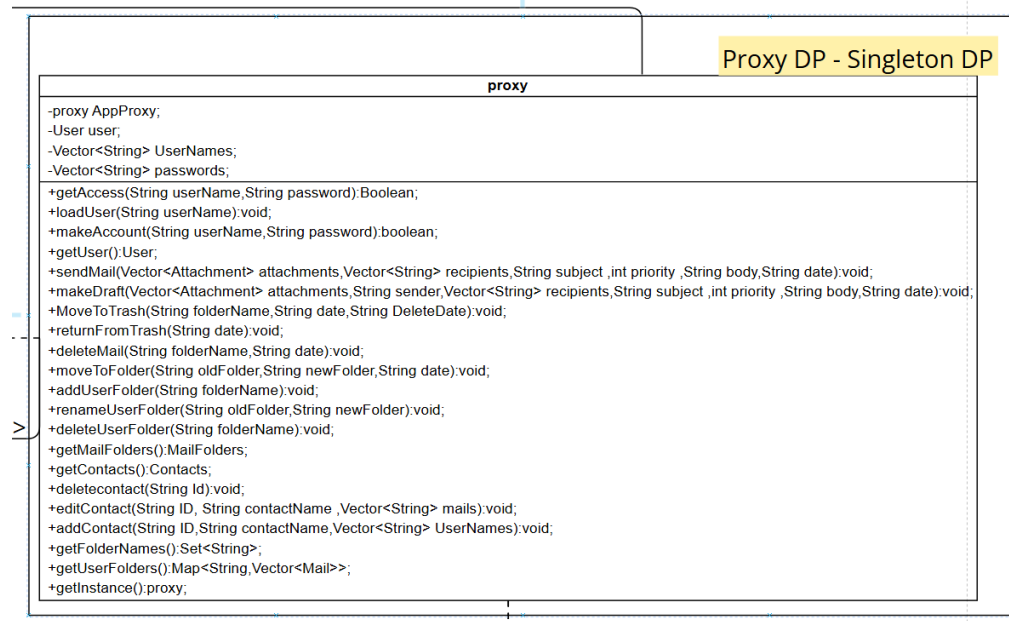 Proxy DP - Singleton DP
proxy
-proxy AppProxy;
-User user;
-Vector<String> UserNames;
-Vector<String> passwords;
+getAccess(String userName,String password):Boolean;
+loadUser(String userName):void;
+makeAccount(String userName,String password):boolean;
+getUser():User;
+sendMail(Vector<Attachment> attachments,Vector<String> recipients,String subject ,int priority ,String body,String date):void;
+makeDraft(Vector<Attachment> attachments,String sender,Vector<String> recipients,String subject ,int priority ,String body,String date):void;
+MoveToTrash(String folderName,String date,String DeleteDate):void;
+returnFromTrash(String date):void;
+deleteMail(String folderName,String date):void;
+moveToFolder(String oldFolder,String newFolder,String date):void;
+addUserFolder(String folderName):void;
+renameUserFolder(String oldFolder,String newFolder):void;
+deleteUserFolder(String folderName):void;
+getMailFolders():MailFolders;
+getContacts():Contacts;
+deletecontact(String Id):void;
+editContact(String ID, String contactName ,Vector<String> mails):void;
+addContact(String ID,String contactName,Vector<String> UserNames):void;
+getFolderNames():Set<String>;
+getUserFolders():Map<String,Vector<Mail>>;
+getInstance():proxy;
>